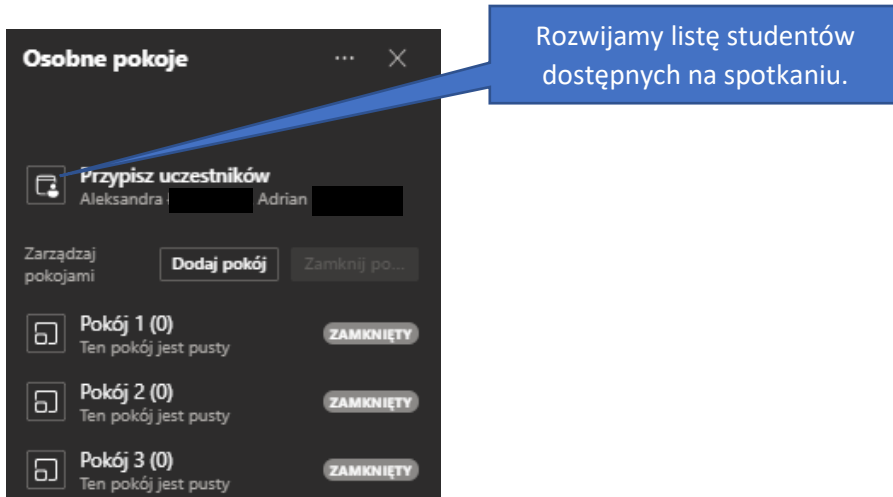 Rozwijamy listę studentów
dostępnych na spotkaniu.
Osobne pokoje
Przypisz uczestników
Aleksandra Adrian
Zarządzaj
pokojami
Dodaj pokój
Zamknij po...
Pokój 1 (0)
ZAMKNIĘTY
Ten pokój jest pusty
Pokój 2 (0)
ZAMKNIĘTY
Ten pokój jest pusty
Pokój 3 (0)
ZAMKNIĘTY
Ten pokój jest pusty